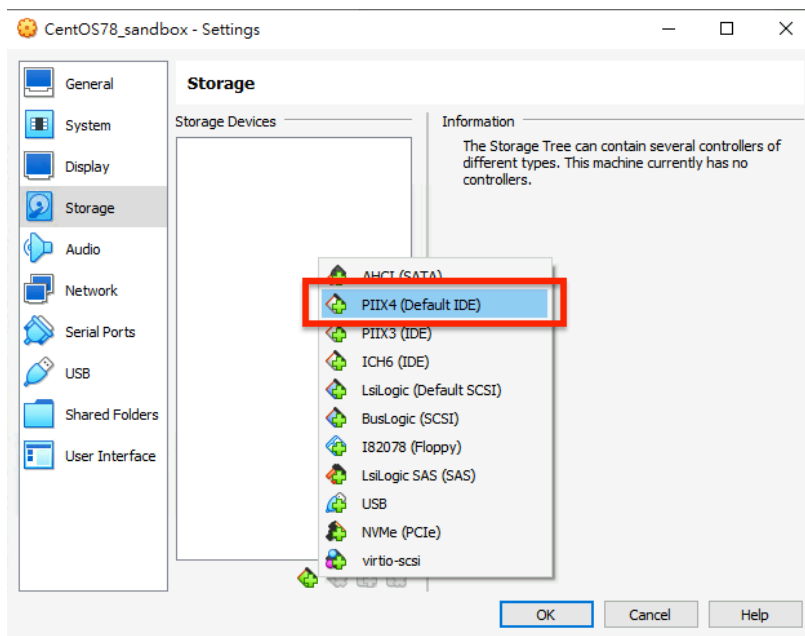 CentOS78_sandbox - Settings
General
System
Display
Storage
Audio
Network
Serial Ports
USB
Shared Folders
User Interface
Storage
Storage Devices
Information
The Storage Tree can contain several controllers of
different types. This machine currently has no
controllers.
AHCI (SATA)
PIIX4 (Default IDE)
PIIX3 (IDE)
ICH6 (IDE)
LsiLogic (Default SCSI)
BusLogic (SCSI)
I82078 (Floppy)
LsiLogic SAS (SAS)
USB
NVMe (PCIe)
virtio-scsi
OK
Cancel
Help